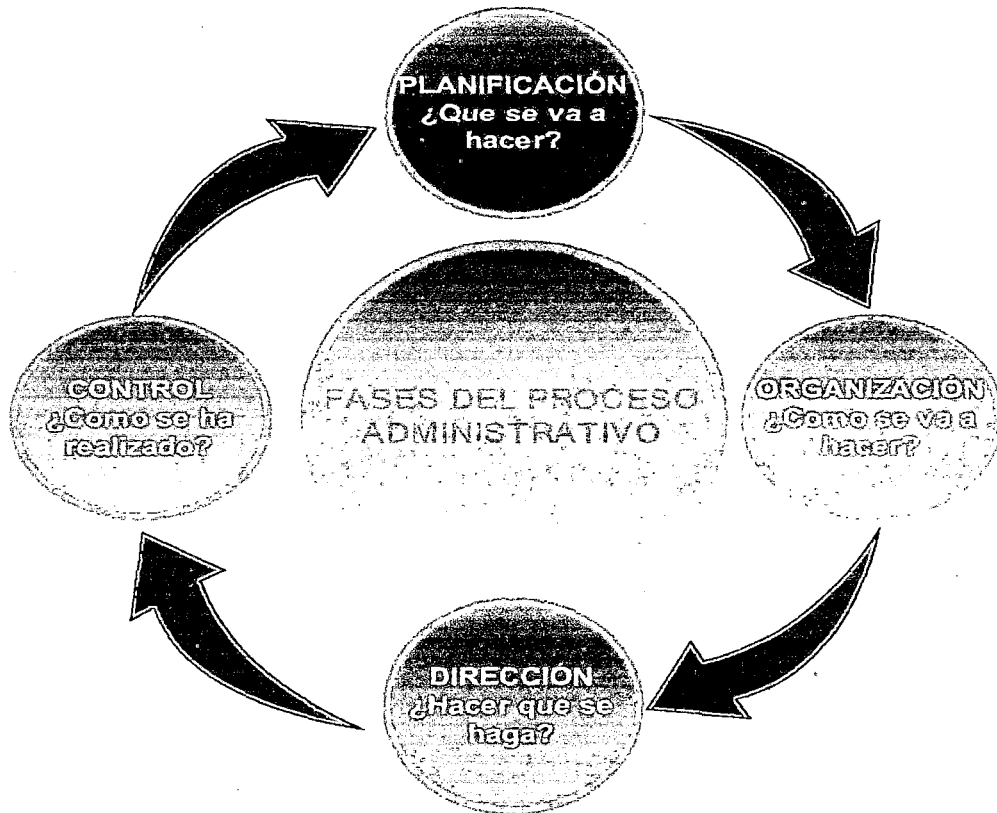 PLANIFICACIÓN
¿Que se va a
hacer?
CONTROL
¿Como se ha
realizado?
FASES DEL PROCESO
ADMINISTRATIVO
ORGANIZACIÓN
¿Como se va a
hacer?
DIRECCIÓN
¿Hacer que se
haga?